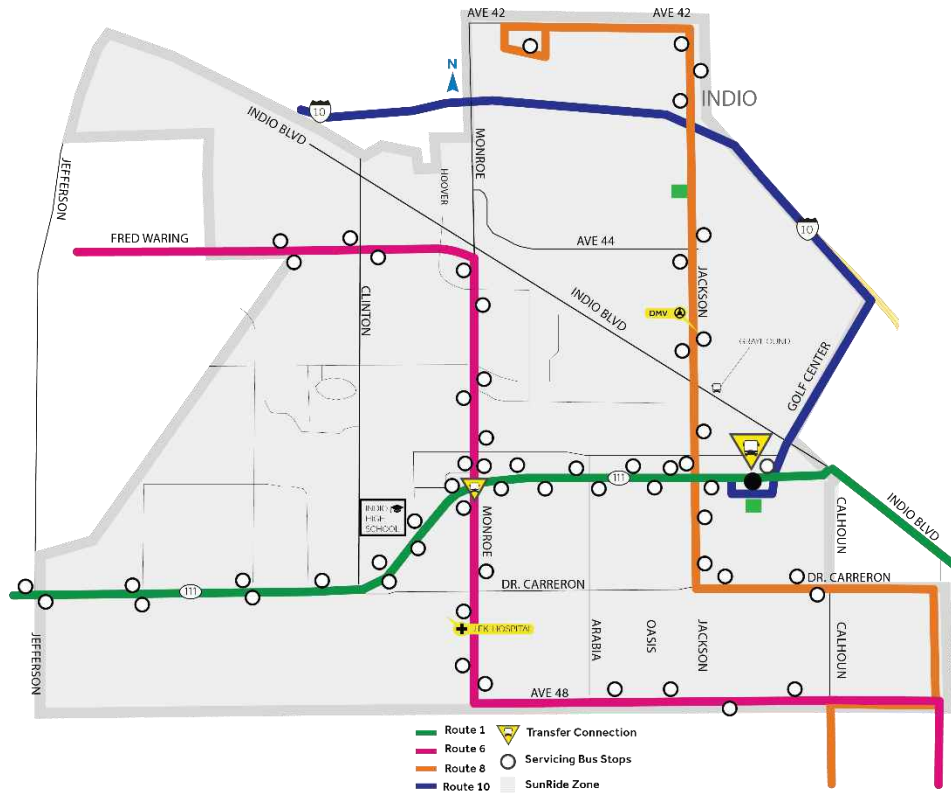 AVE 42
AVE 42
N
10
INDIO
INDIO BLVD
MONROE
JEFFERSON
HOOVER
FRED WARING
AVE 44
10
JACKSON
CLINTON
DMV
INDIO BLVD
GOLF CENTER
111
INDIO
HIGH
SCHOOL
MONROE
CALHOUN
INDIO BLVD
111
DR. CARRERON
DR. CARRERON
JFK HOSPITAL
JEFFERSON
ARABIA
OASIS
JACKSON
CALHOUN
AVE 48
Route 1
Transfer Connection
Route 6
Servicing Bus Stops
Route 8
Route 10
SunRide Zone